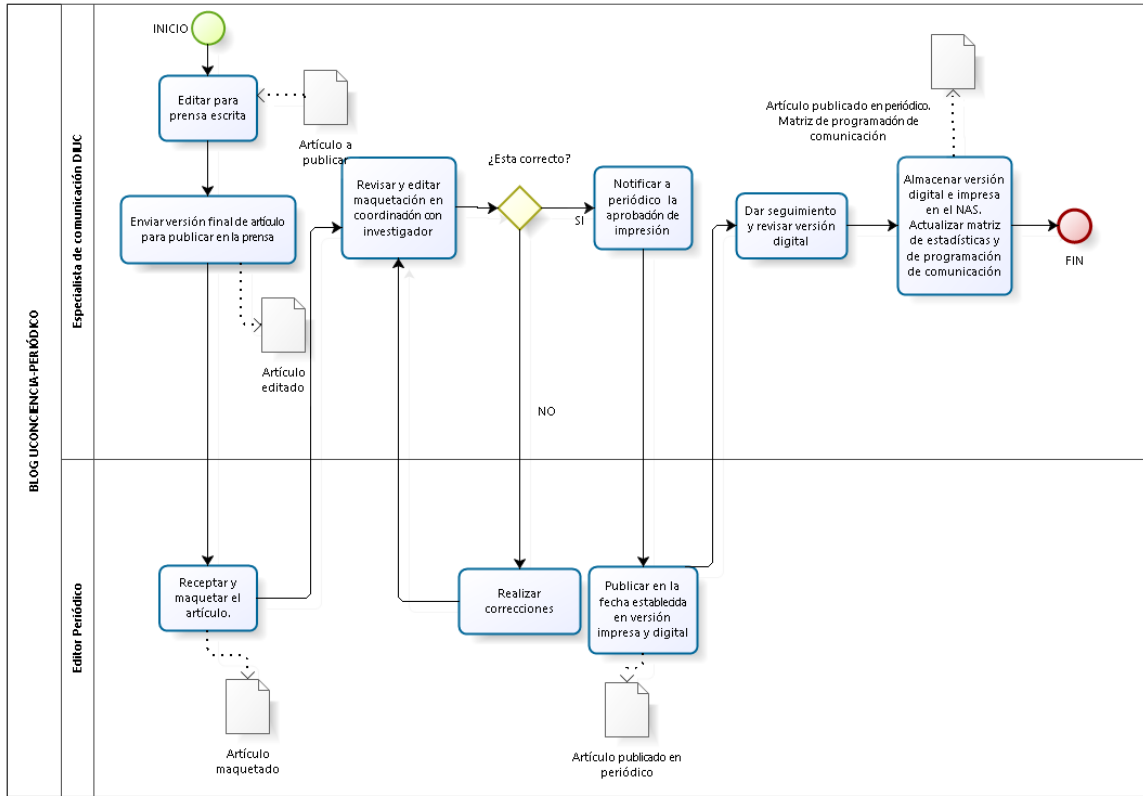 BLOG UCONCIENCIA-PERIÓDICO
Especialista de comunicación DIUC
INICIO
Editar para
prensa escrita
Artículo a
publicar
Enviar versión final de artículo
para publicar en la prensa
Artículo
editado
Revisar y editar
maquetación en
coordinación con
investigador
¿Esta correcto?
SI
NO
Notificar a
periódico la
aprobación de
impresión
Dar seguimiento
y revisar versión
digital
Artículo publicado en periódico.
Matriz de programación de
comunicación
Almacenar versión
digital e impresa
en el NAS.
Actualizar matriz
de estadísticas y
de programación
de comunicación
FIN
Editor Periódico
Receptar y
maquetar el
artículo.
Artículo
maquetado
Realizar
correcciones
Publicar en la
fecha establecida
en versión
impresa y digital
Artículo publicado en
periódico